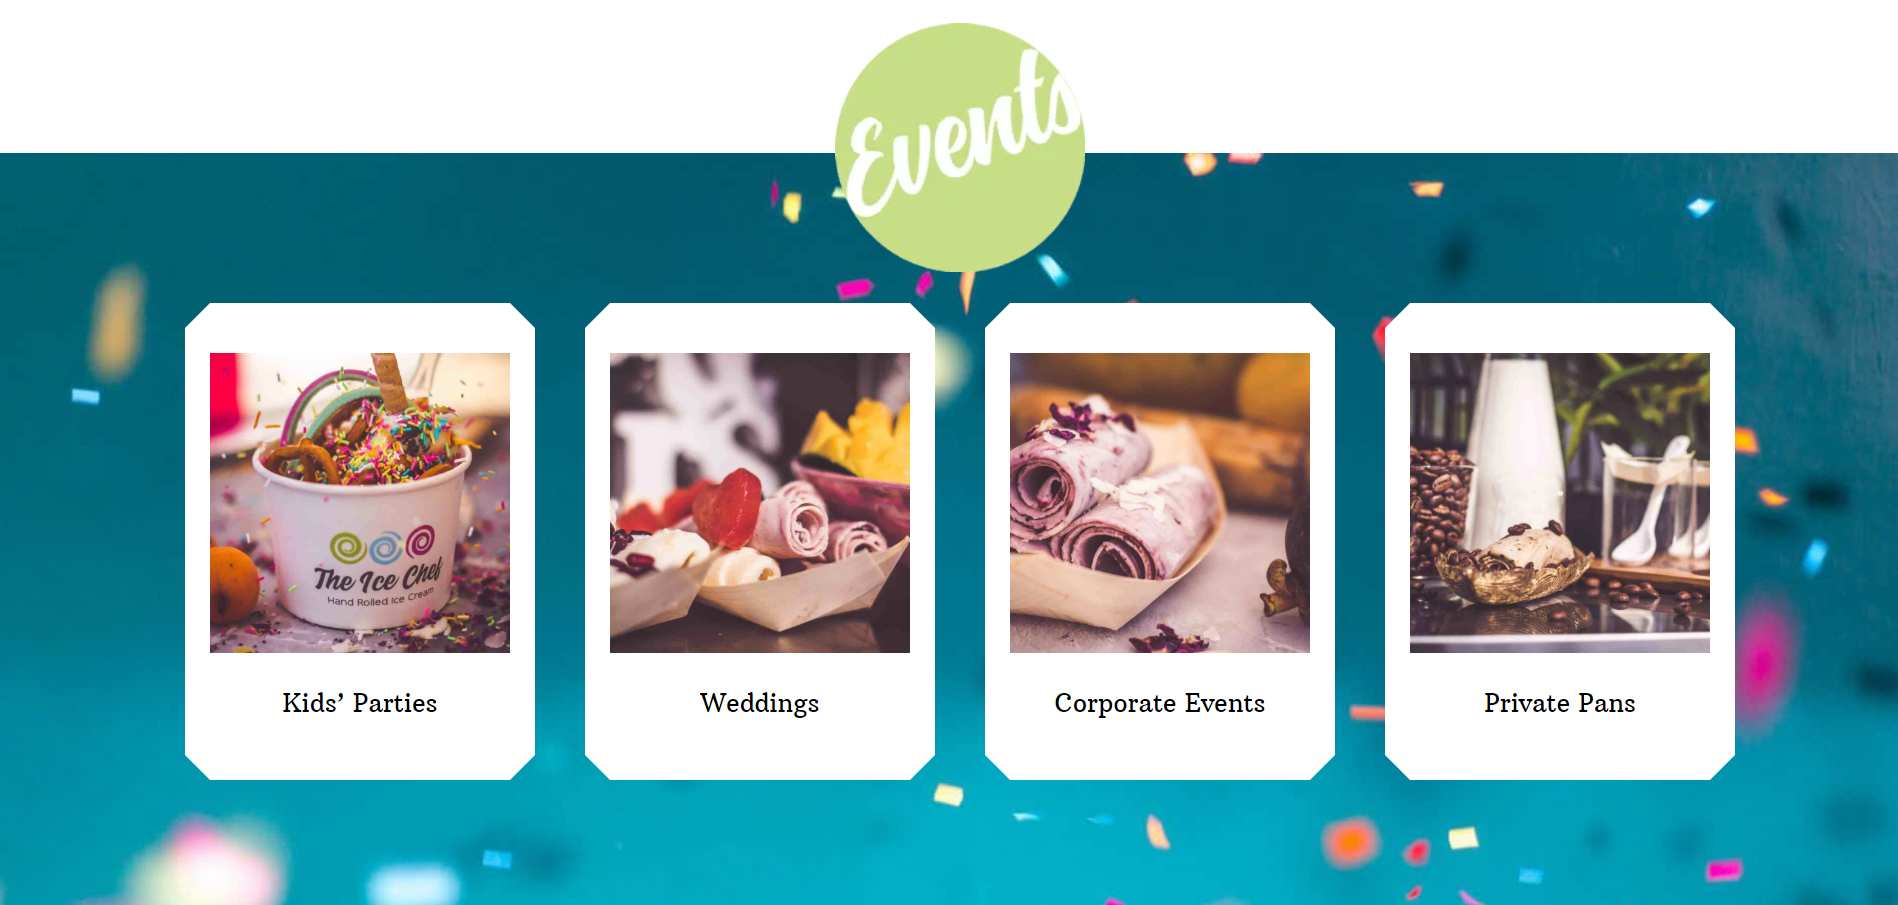 Events
The Ice Chef
Hand Rolled Ice Cream
Kids’ Parties
Weddings
Corporate Events
Private Pans